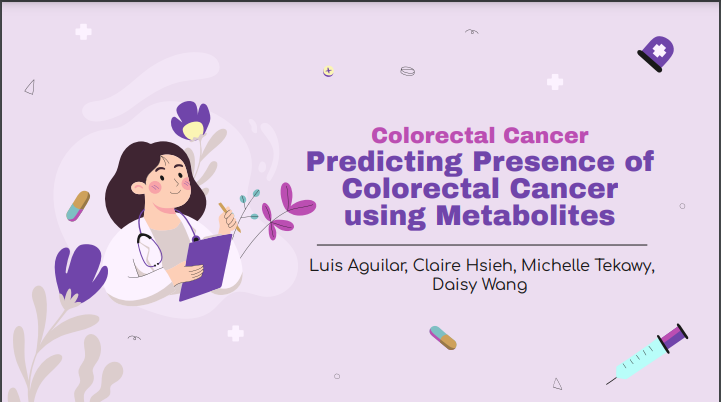 Colorectal Cancer
Predicting Presence of
Colorectal Cancer
using Metabolites
Luis Aguilar, Claire Hsieh, Michelle Tekawy,
Daisy Wang